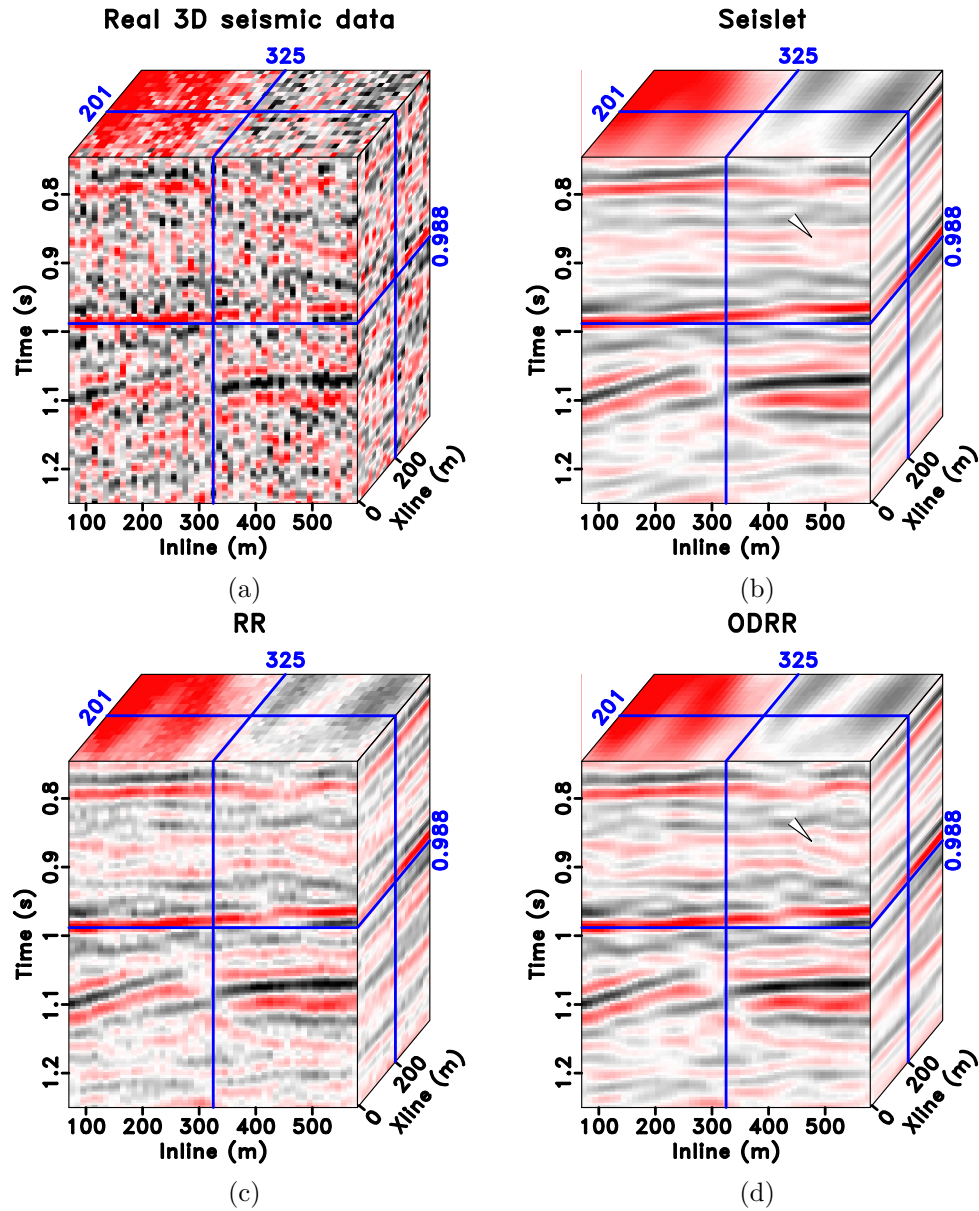 Real 3D seismic data
325
201
0.988
0.8
0.9
1
1.1
1.2
Time (s)
0
200
Xline (m)
100 200 300 400 500
Inline (m)
(a)
Seislet
325
201
0.988
0.8
0.9
1
1.1
1.2
Time (s)
0
200
Xline (m)
100 200 300 400 500
Inline (m)
(b)
RR
325
201
0.988
0.8
0.9
1
1.1
1.2
Time (s)
0
200
Xline (m)
100 200 300 400 500
Inline (m)
(c)
ODRR
325
201
0.988
0.8
0.9
1
1.1
1.2
Time (s)
0
200
Xline (m)
100 200 300 400 500
Inline (m)
(d)